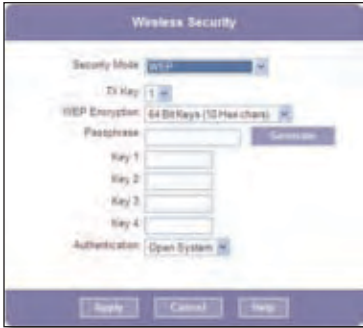 Wireless Security
Security Mode WEP
TX Key 1
WEP Encryption 64 Bit Keys (10 Hex chars)
Passphrase Generate
Key 1
Key 2
Key 3
Key 4
Authentication Open System
Apply Cancel Help